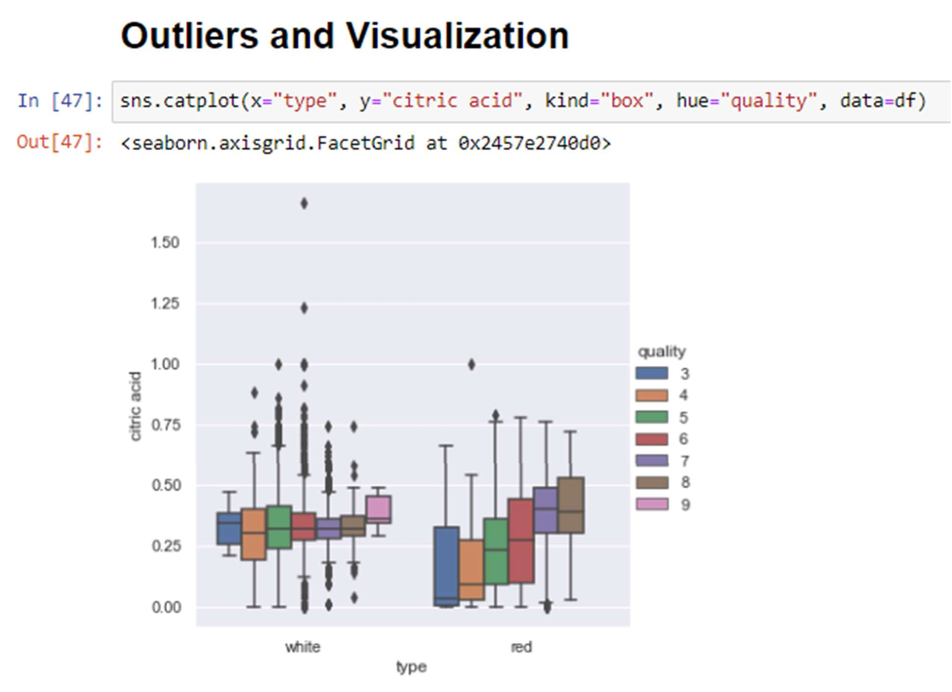 Outliers and Visualization
In [47]: sns.catplot(x="type", y="citric acid", kind="box", hue="quality", data=df)
Out[47]: <seaborn.axisgrid.FacetGrid at 0x2457e2740d0>
1.50
1.25
1.00
0.75
0.50
0.25
0.00
citric acid
white
red
type
quality
3
4
5
6
7
8
9